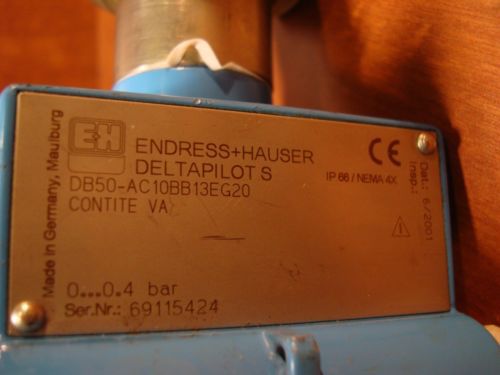 EH
ENDRESS+HAUSER
DELTAPILOT S
DB50-AC10BB13EG20
CONTITE VA
IP 66 / NEMA 4X
CE
Dat.: 6/2001
Insp.:
0...0.4 bar
Ser.Nr.: 69115424
Made in Germany, Maulburg